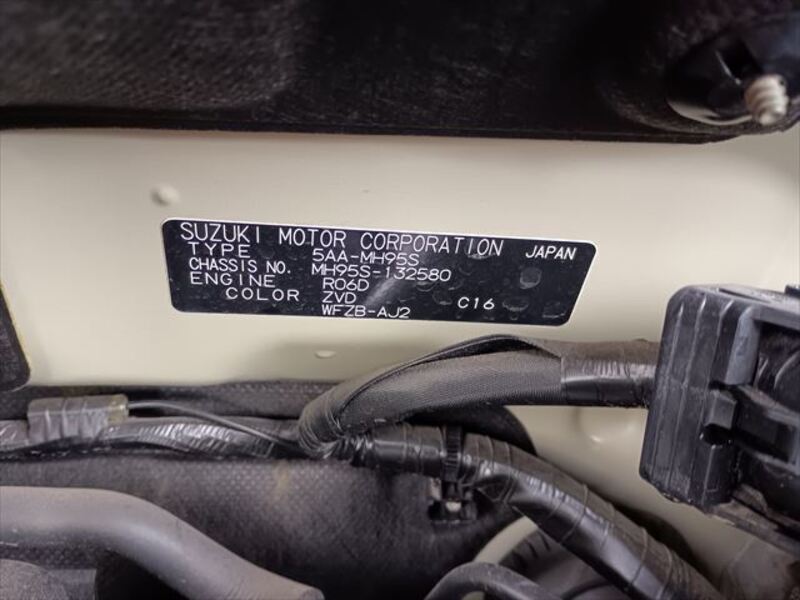 SUZUKI MOTOR CORPORATION JAPAN
TYPE 5AA-MH95S
CHASSIS NO. MH95S-132580
ENGINE R06D
COLOR ZVD C16
WFZB-AJ2